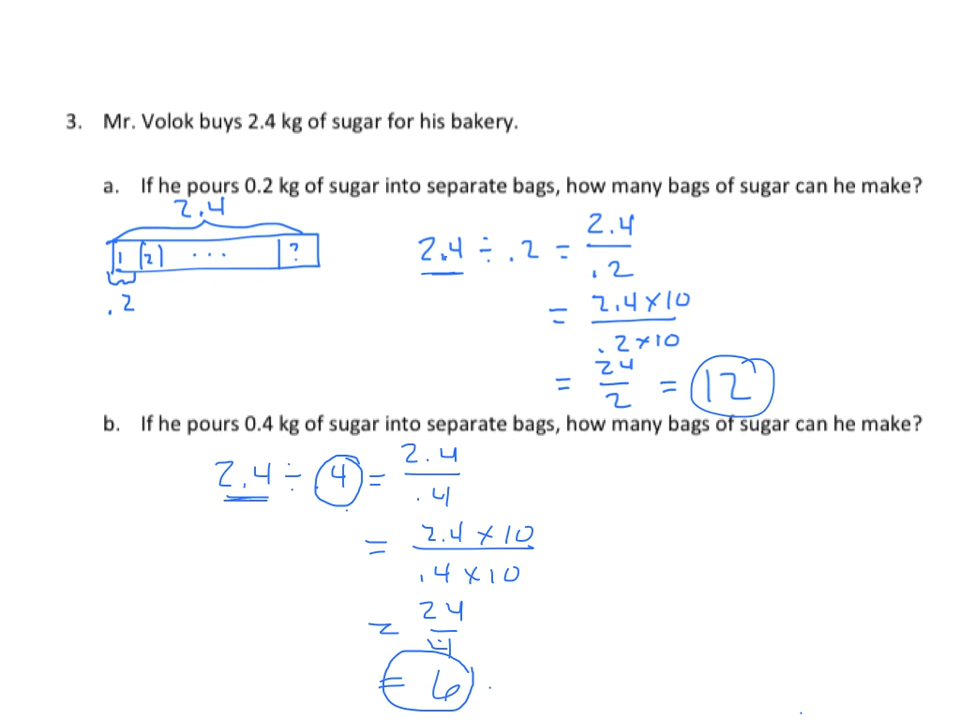 3. Mr. Volok buys 2.4 kg of sugar for his bakery.
a. If he pours 0.2 kg of sugar into separate bags, how many bags of sugar can he make?
2.4
1 2 ... ?
.2
2.4 ÷ .2 = 2.4 / .2
= 2.4 × 10 / .2 × 10
= 24 / 2 = 12
b. If he pours 0.4 kg of sugar into separate bags, how many bags of sugar can he make?
2.4 ÷ 4 = 2.4 / .4
= 2.4 × 10 / .4 × 10
= 24 / 4
= 6